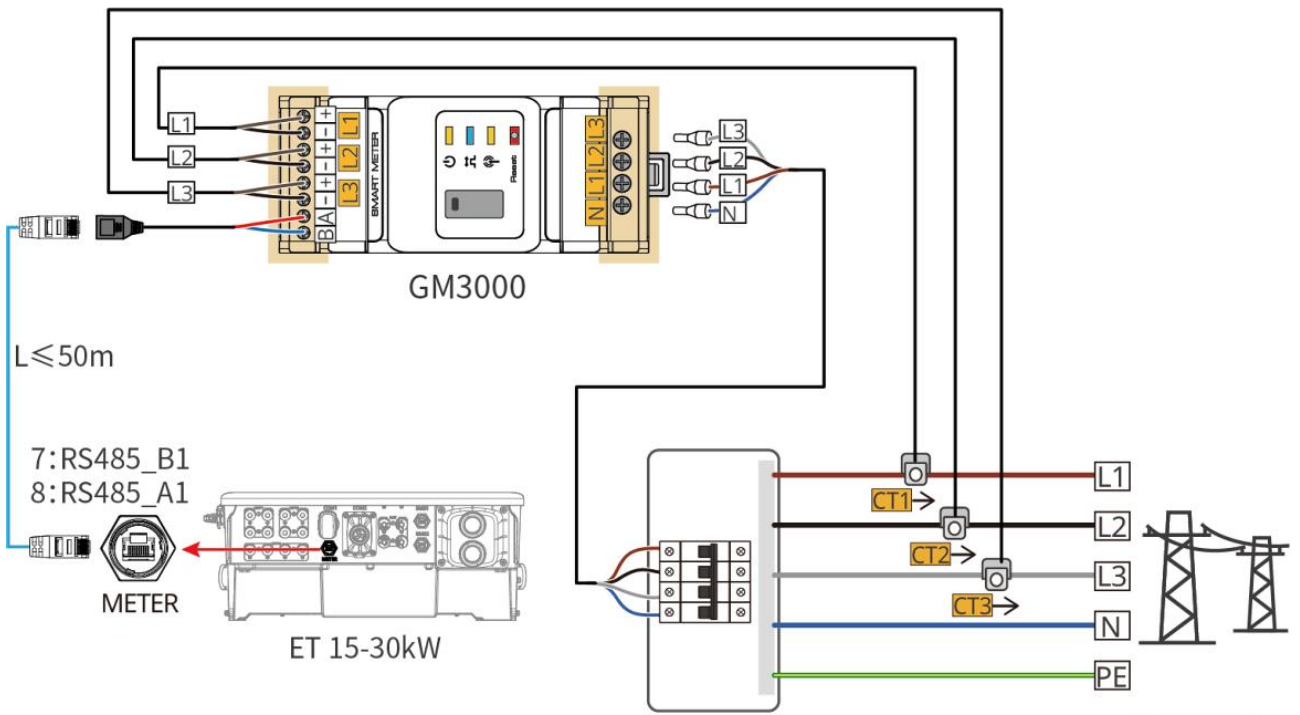 L1
L2
L3
+
-
+
-
+
-
A
B
L1
L2
L3
SMART METER
Reset
L3
L2
L1
N
L3
L2
L1
N
GM3000
L≤50m
7:RS485_B1
8:RS485_A1
METER
METER
ET 15-30kW
CT1
CT2
CT3
L1
L2
L3
N
PE